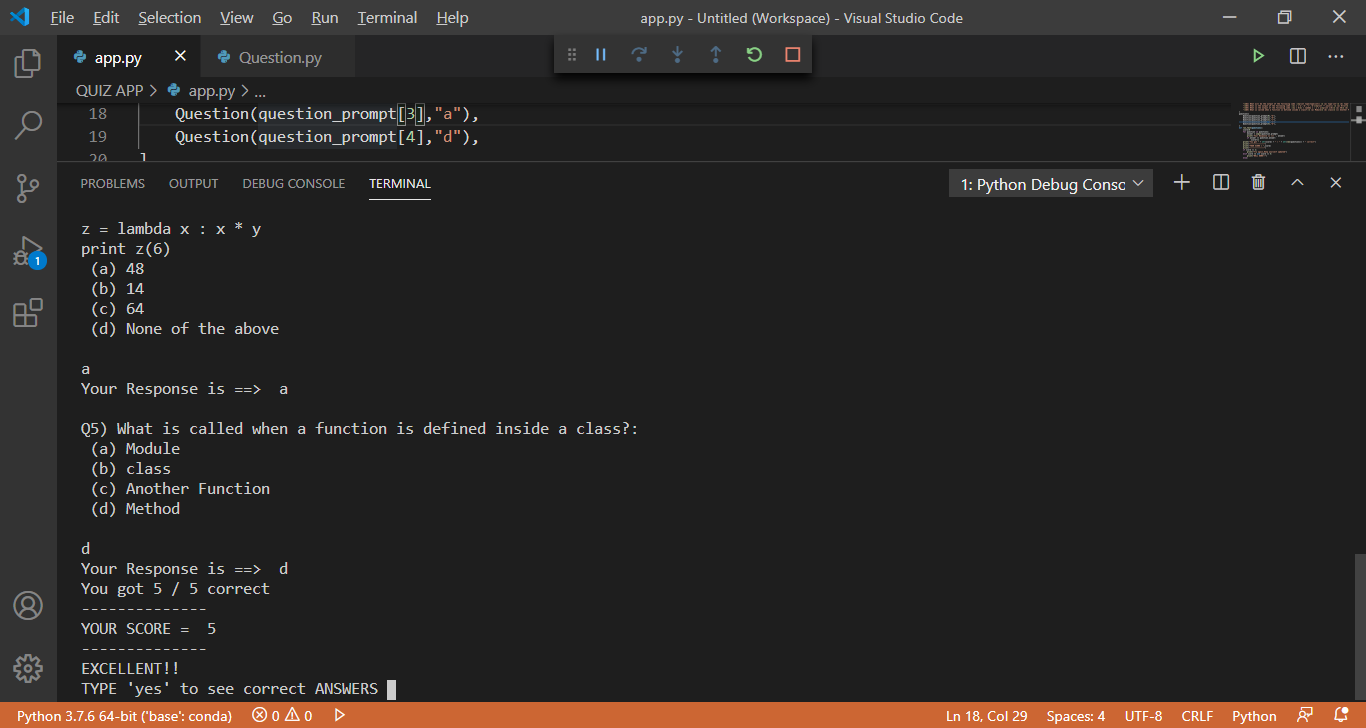 File Edit Selection View Go Run Terminal Help app.py - Untitled (Workspace) - Visual Studio Code
app.py Question.py
QUIZ APP > app.py > ...
18 Question(question_prompt[3],"a"),
19 Question(question_prompt[4],"d"),
20 ]
PROBLEMS OUTPUT DEBUG CONSOLE TERMINAL 1: Python Debug Consc
z = lambda x : x * y
print z(6)
(a) 48
(b) 14
(c) 64
(d) None of the above
a
Your Response is ==> a
Q5) What is called when a function is defined inside a class?:
(a) Module
(b) class
(c) Another Function
(d) Method
d
Your Response is ==> d
You got 5 / 5 correct
--------------
YOUR SCORE = 5
--------------
EXCELLENT!!
TYPE 'yes' to see correct ANSWERS
1
Python 3.7.6 64-bit ('base': conda) 0 0 Ln 18, Col 29 Spaces: 4 UTF-8 CRLF Python